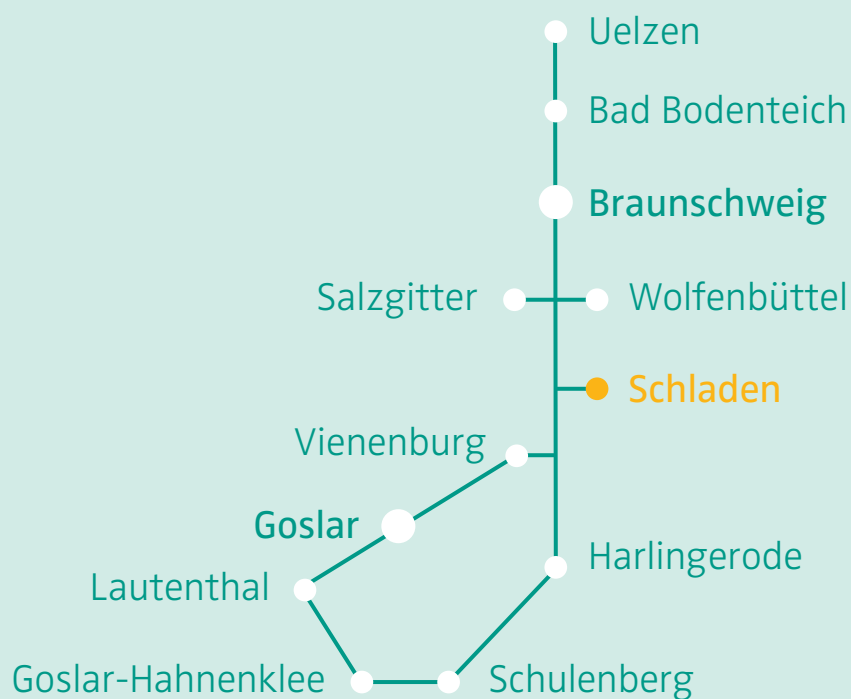 Uelzen
Bad Bodenteich
Braunschweig
Salzgitter
Wolfenbüttel
Schladen
Vienenburg
Goslar
Harlingerode
Lautenthal
Goslar-Hahnenklee
Schulenberg